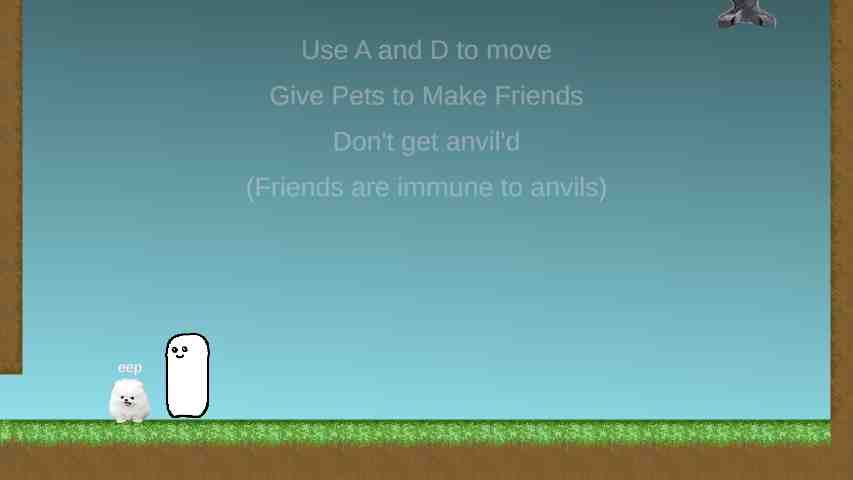 Use A and D to move
Give Pets to Make Friends
Don't get anvil'd
(Friends are immune to anvils)
eep